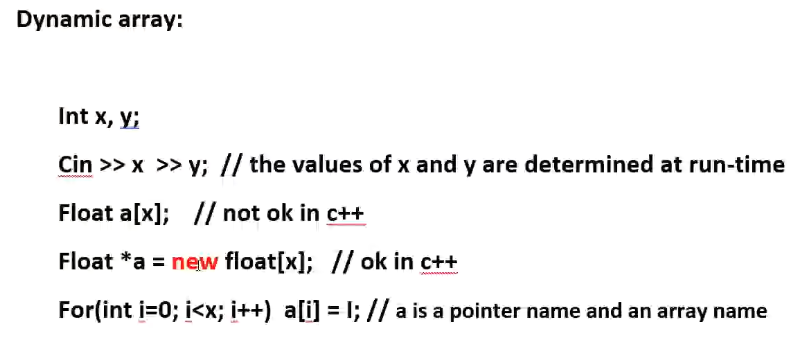 Dynamic array:
Int x, y;
Cin >> x >> y; // the values of x and y are determined at run-time
Float a[x]; // not ok in c++
Float *a = new float[x]; // ok in c++
For(int i=0; i<x; i++) a[i] = I; // a is a pointer name and an array name